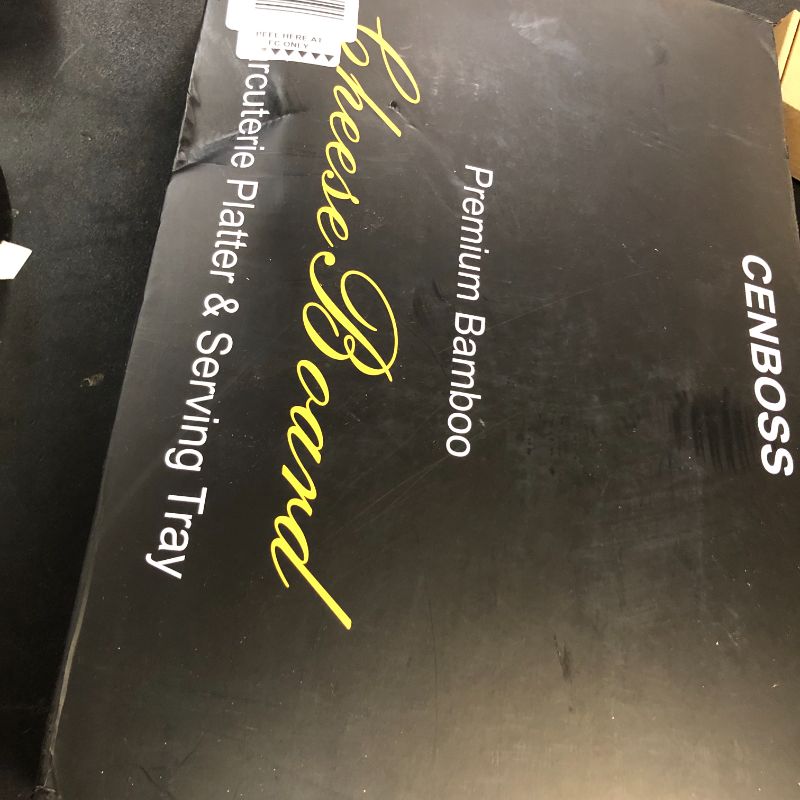 CENBOSS
Premium Bamboo
Cheese Board
rcuterie Platter & Serving Tray
PEEL HERE AT
FC ONLY